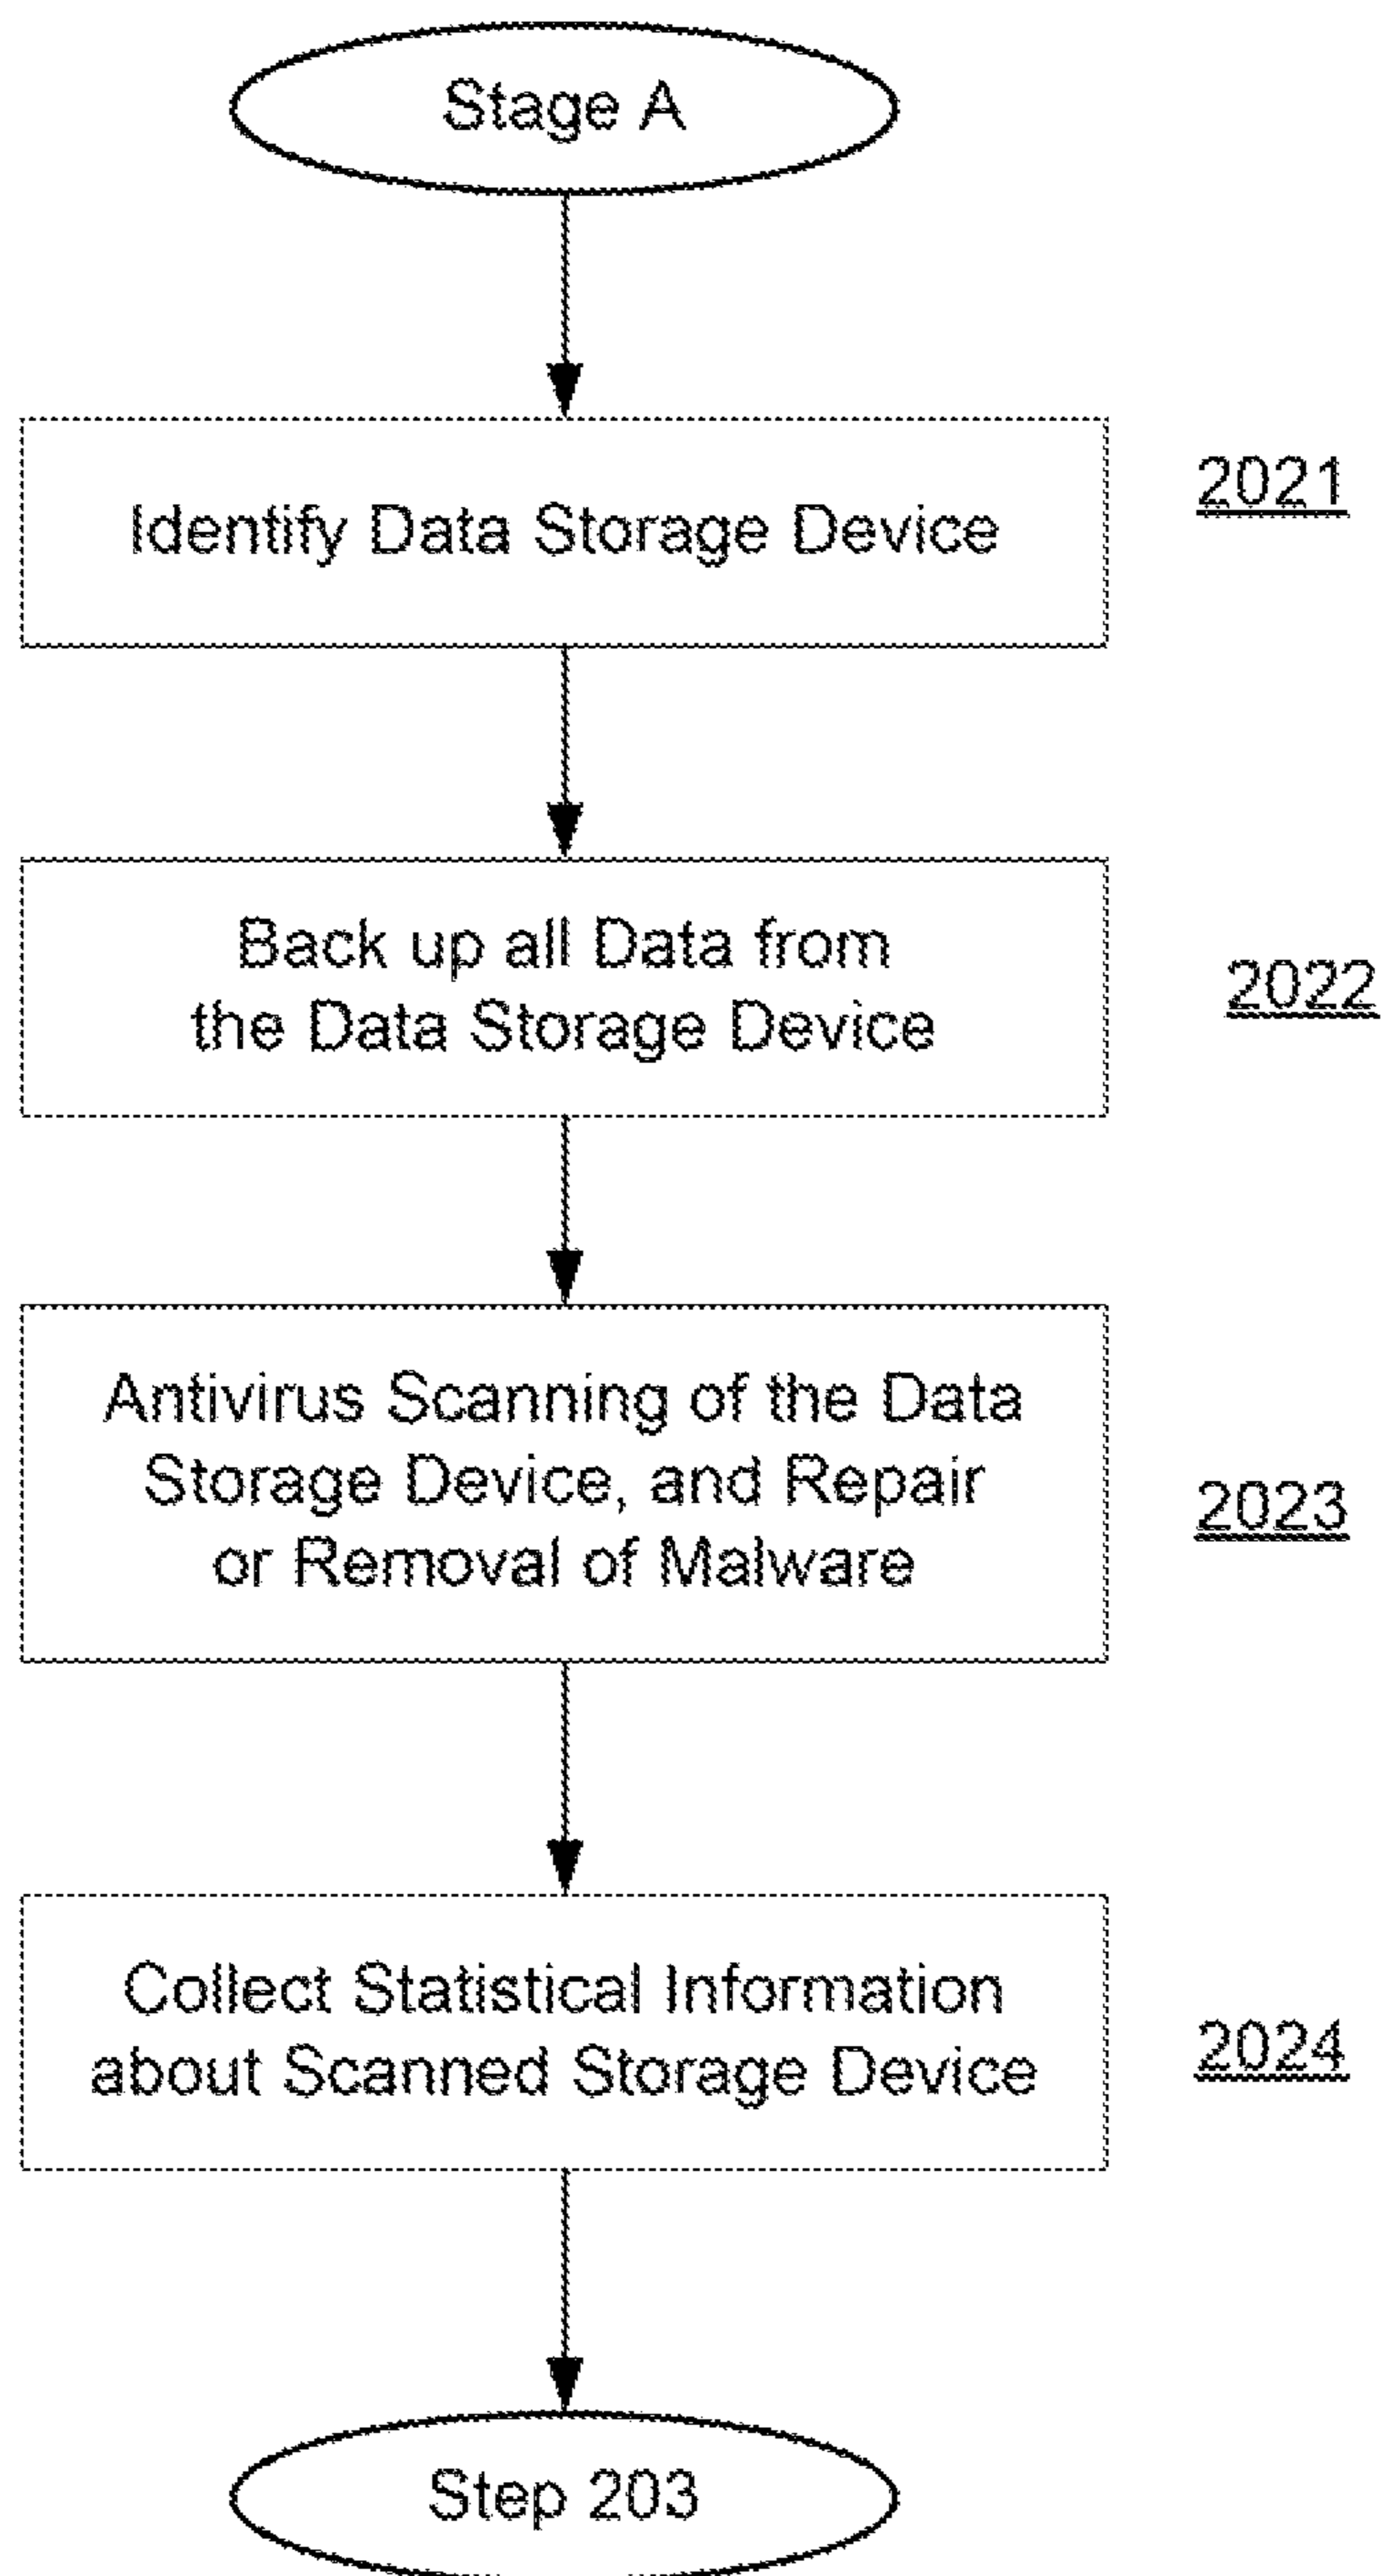 Stage A
Identify Data Storage Device
2021
Back up all Data from
the Data Storage Device
2022
Antivirus Scanning of the Data
Storage Device, and Repair
or Removal of Malware
2023
Collect Statistical Information
about Scanned Storage Device
2024
Step 203